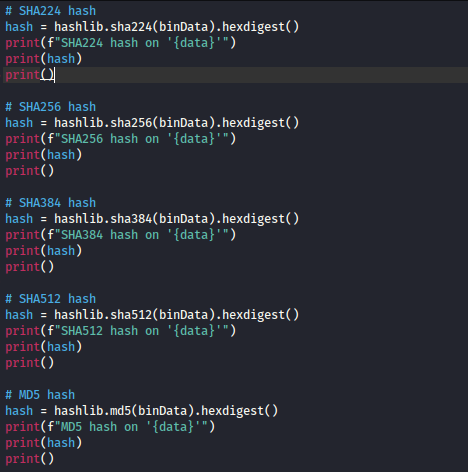 # SHA224 hash
hash = hashlib.sha224(binData).hexdigest()
print(f"SHA224 hash on '{data}'")
print(hash)
print()

# SHA256 hash
hash = hashlib.sha256(binData).hexdigest()
print(f"SHA256 hash on '{data}'")
print(hash)
print()

# SHA384 hash
hash = hashlib.sha384(binData).hexdigest()
print(f"SHA384 hash on '{data}'")
print(hash)
print()

# SHA512 hash
hash = hashlib.sha512(binData).hexdigest()
print(f"SHA512 hash on '{data}'")
print(hash)
print()

# MD5 hash
hash = hashlib.md5(binData).hexdigest()
print(f"MD5 hash on '{data}'")
print(hash)
print()